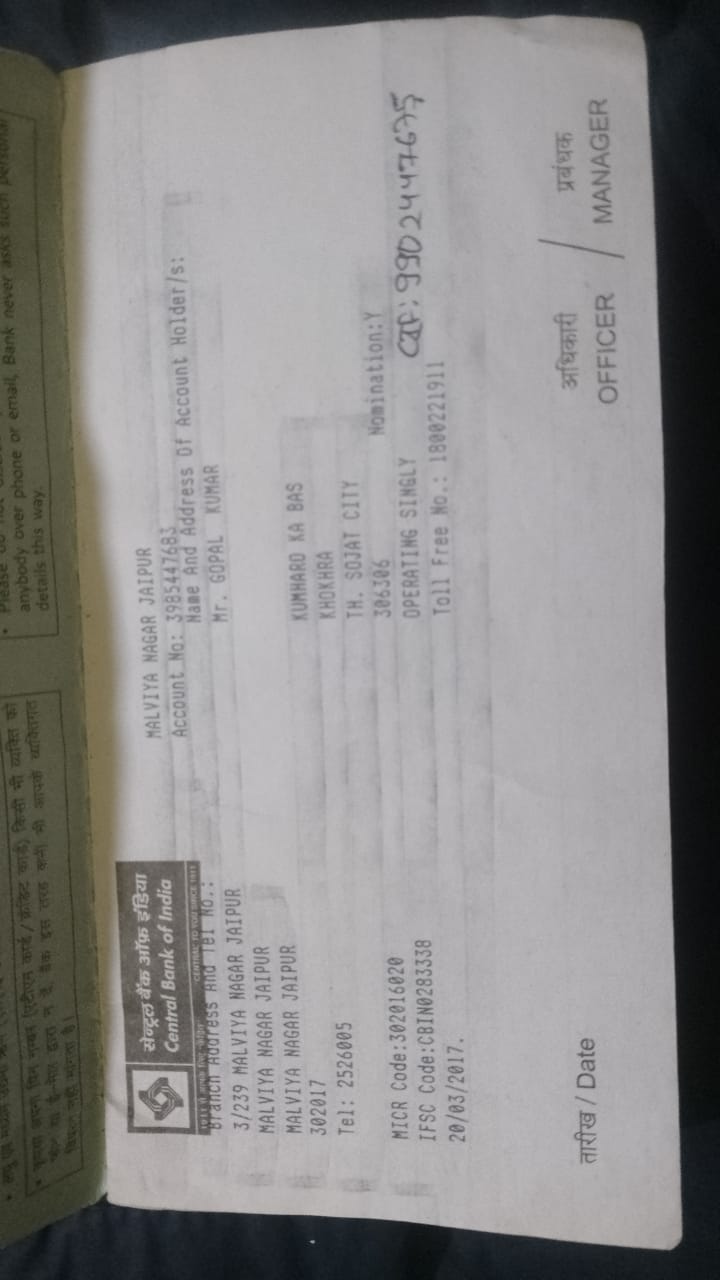 कृपया अपना पिन नम्बर (एटीएम कार्ड / क्रेडिट कार्ड) किसी भी व्यक्ति को
फोन या ई-मेल द्वारा न दें, बैंक इस तरह कभी भी आपके व्यक्तिगत
विवरण नहीं मांगता है।
Please do not such personal
anybody over phone or email, Bank never asks
details this way.
सेन्ट्रल बैंक ऑफ़ इंडिया
Central Bank of India
1911 से आपके लिए "केंद्रित" CENTRAL TO YOU SINCE 1911
Branch Address And Tel No.:
3/239 MALVIYA NAGAR JAIPUR
MALVIYA NAGAR JAIPUR
MALVIYA NAGAR JAIPUR
302017
Tel: 2526005
MICR Code:302016020
IFSC Code:CBIN0283338
20/03/2017.
MALVIYA NAGAR JAIPUR
Account No: 3985447683
Name And Address Of Account Holder/s:
Mr. GOPAL KUMAR
KUMHARO KA BAS
KHOKHRA
TH. SOJAT CITY
306306 Nomination:Y
OPERATING SINGLY CIF: 9902447675
Toll Free No.: 1800221911
तारीख / Date
अधिकारी / प्रबंधक
OFFICER / MANAGER